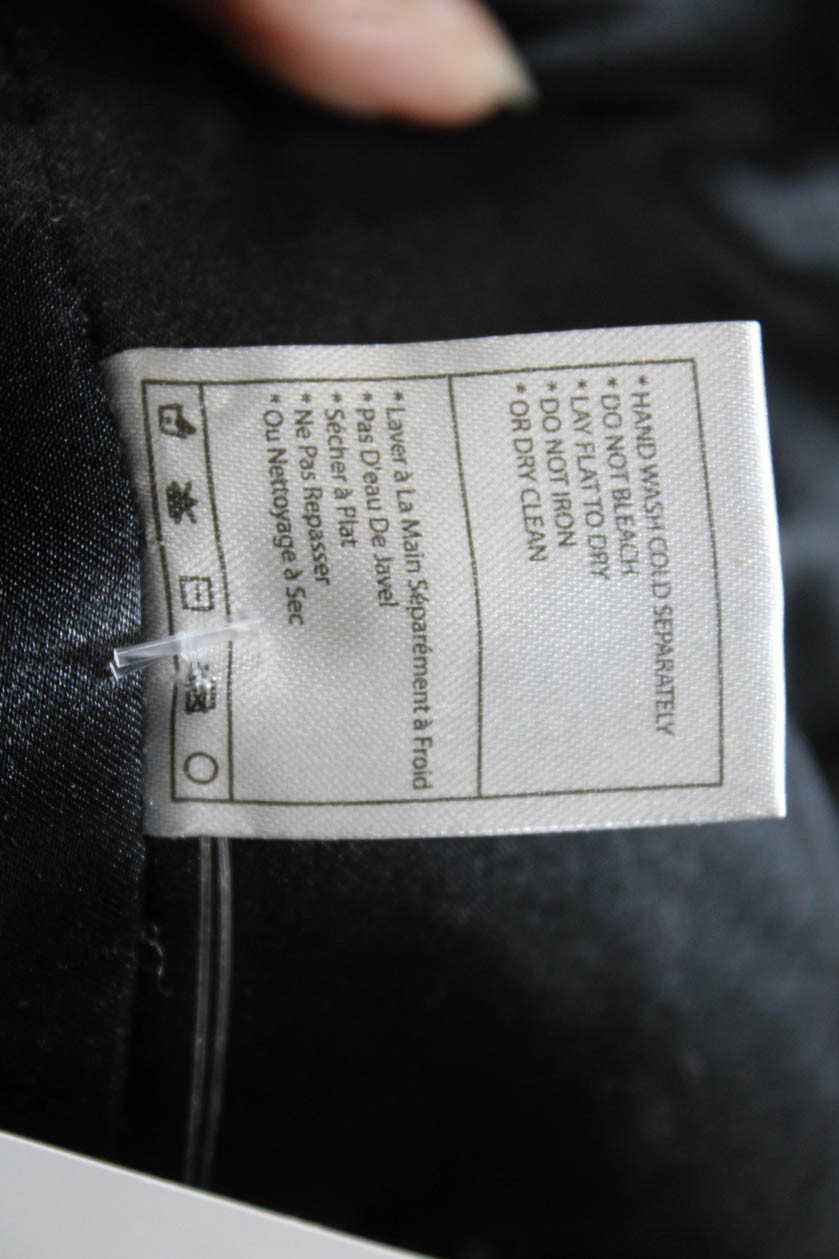 * HAND WASH COLD SEPARATELY
* DO NOT BLEACH
* LAY FLAT TO DRY
* DO NOT IRON
* OR DRY CLEAN
* Laver à La Main Séparément à Froid
* Pas D'eau De Javel
* Sécher à Plat
* Ne Pas Repasser
* Ou Nettoyage à Sec